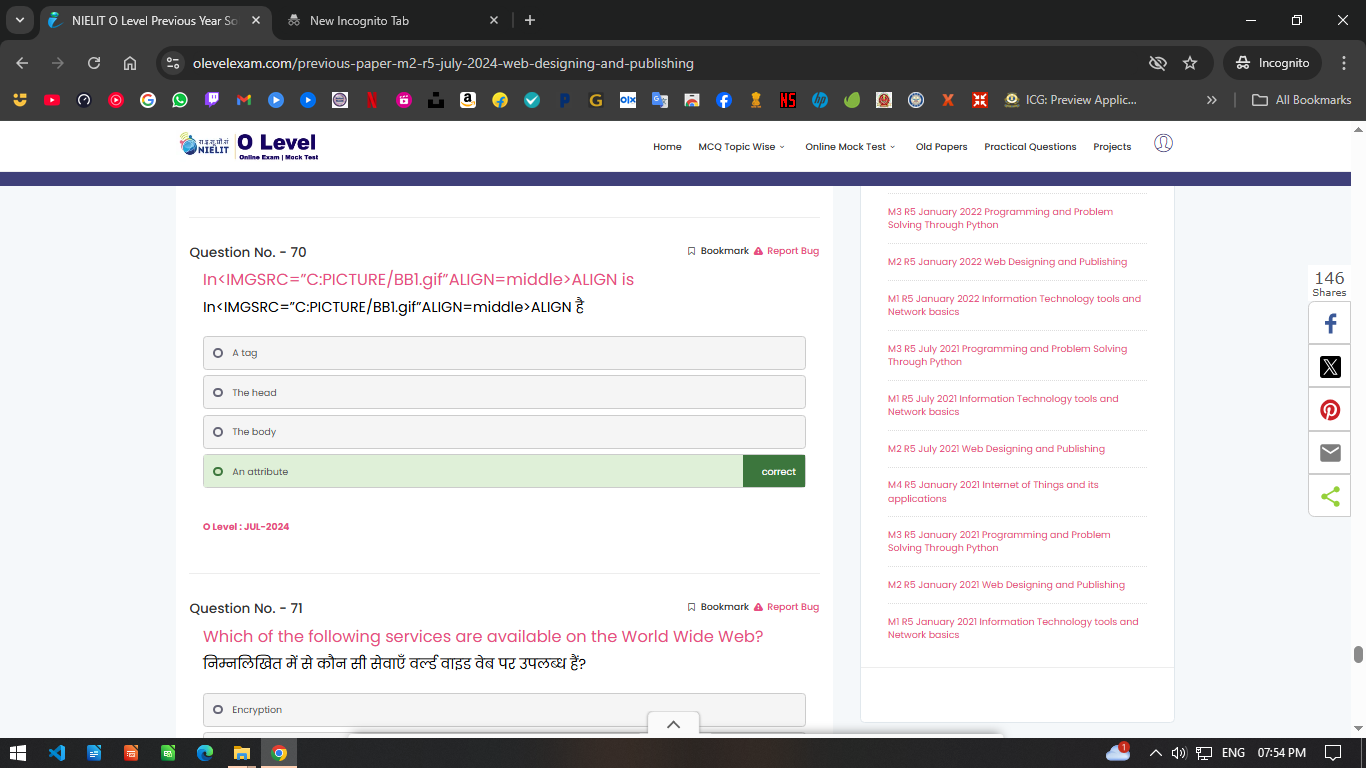 NIELIT O Level Previous Year So
New Incognito Tab
olevelexam.com/previous-paper-m2-r5-july-2024-web-designing-and-publishing
Incognito
ICG: Preview Applic...
All Bookmarks
NIELIT
O Level
Online Exam | Mock Test
Home
MCQ Topic Wise
Online Mock Test
Old Papers
Practical Questions
Projects
Question No. - 70
Bookmark
Report Bug
In<IMGSRC=”C:PICTURE/BB1.gif”ALIGN=middle>ALIGN is
In<IMGSRC=”C:PICTURE/BB1.gif”ALIGN=middle>ALIGN है
A tag
The head
The body
An attribute
correct
O Level : JUL-2024
Question No. - 71
Bookmark
Report Bug
Which of the following services are available on the World Wide Web?
निम्नलिखित में से कौन सी सेवाएँ वर्ल्ड वाइड वेब पर उपलब्ध हैं?
Encryption
M3 R5 January 2022 Programming and Problem
Solving Through Python
M2 R5 January 2022 Web Designing and Publishing
M1 R5 January 2022 Information Technology tools and
Network basics
M3 R5 July 2021 Programming and Problem Solving
Through Python
M1 R5 July 2021 Information Technology tools and
Network basics
M2 R5 July 2021 Web Designing and Publishing
M4 R5 January 2021 Internet of Things and its
applications
M3 R5 January 2021 Programming and Problem
Solving Through Python
M2 R5 January 2021 Web Designing and Publishing
M1 R5 January 2021 Information Technology tools and
Network basics
146
Shares
1
ENG
07:54 PM